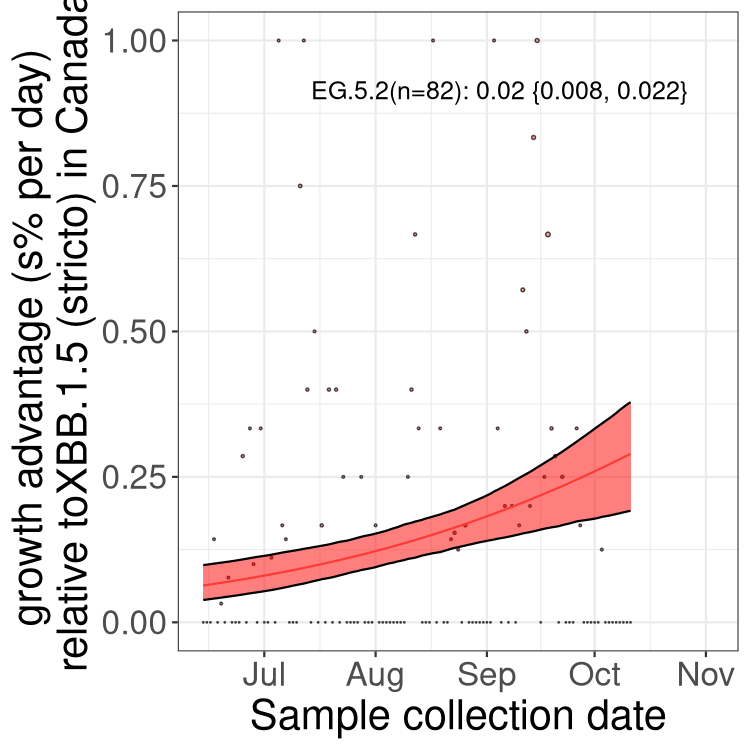 growth advantage (s% per day)
relative toXBB.1.5 (stricto) in Canada
1.00
0.75
0.50
0.25
0.00
EG.5.2(n=82): 0.02 {0.008, 0.022}
Jul Aug Sep Oct Nov
Sample collection date